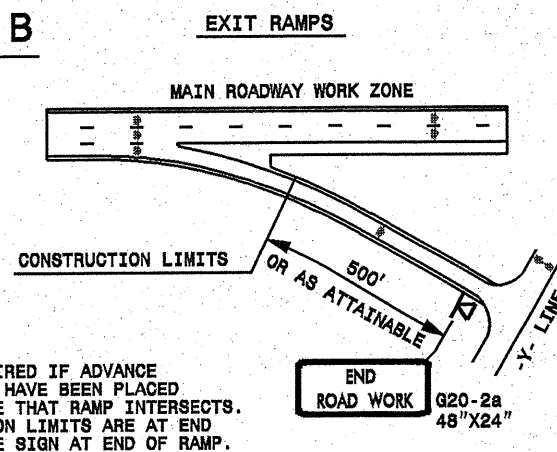 B
EXIT RAMPS
MAIN ROADWAY WORK ZONE
CONSTRUCTION LIMITS
500'
OR AS ATTAINABLE
-Y- LINE
END
ROAD WORK
G20-2a
48"X24"
IRED IF ADVANCE
HAVE BEEN PLACED
E THAT RAMP INTERSECTS.
ON LIMITS ARE AT END
E SIGN AT END OF RAMP.